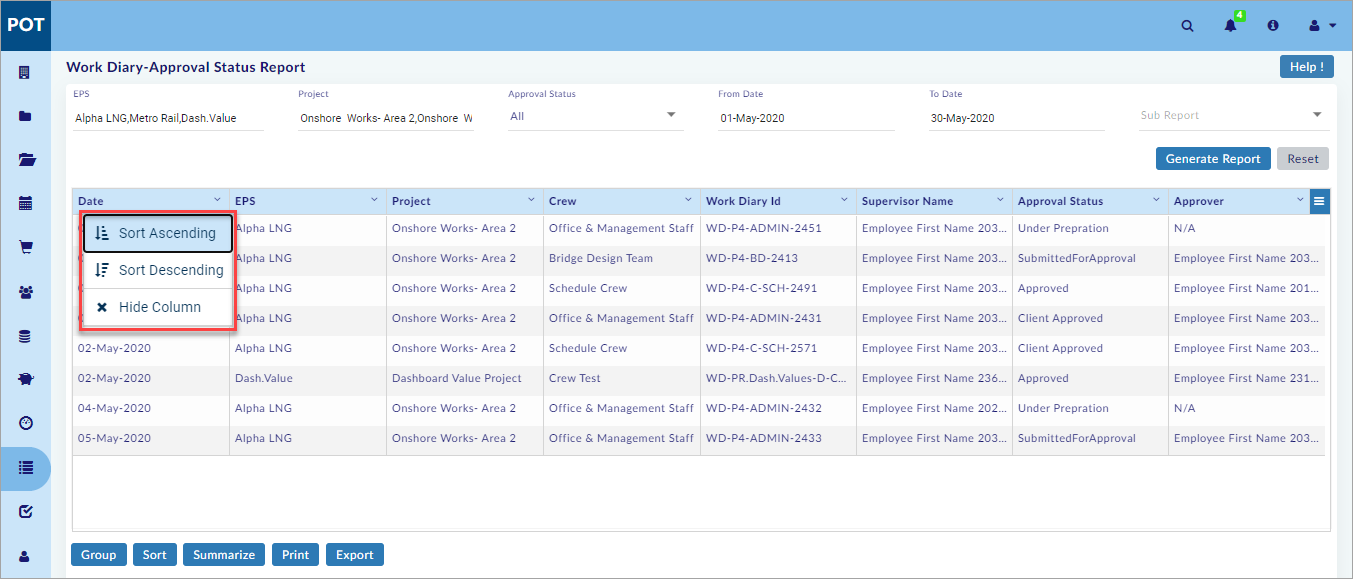 POT
4
Work Diary-Approval Status Report
Help !
EPS Project Approval Status From Date To Date
Alpha LNG,Metro Rail,Dash.Value Onshore Works- Area 2,Onshore W All 01-May-2020 30-May-2020 Sub Report
Generate Report Reset
Date EPS Project Crew Work Diary Id Supervisor Name Approval Status Approver
Alpha LNG Onshore Works- Area 2 Office & Management Staff WD-P4-ADMIN-2451 Employee First Name 203... Under Prepration N/A
Sort Ascending
Alpha LNG Onshore Works- Area 2 Bridge Design Team WD-P4-BD-2413 Employee First Name 203... SubmittedForApproval Employee First Name 203...
Sort Descending
Alpha LNG Onshore Works- Area 2 Schedule Crew WD-P4-C-SCH-2491 Employee First Name 203... Approved Employee First Name 201...
Hide Column
Alpha LNG Onshore Works- Area 2 Office & Management Staff WD-P4-ADMIN-2431 Employee First Name 203... Client Approved Employee First Name 203...
02-May-2020 Alpha LNG Onshore Works- Area 2 Schedule Crew WD-P4-C-SCH-2571 Employee First Name 203... Client Approved Employee First Name 203...
02-May-2020 Dash.Value Dashboard Value Project Crew Test WD-PR.Dash.Values-D-C... Employee First Name 236... Approved Employee First Name 231...
04-May-2020 Alpha LNG Onshore Works- Area 2 Office & Management Staff WD-P4-ADMIN-2432 Employee First Name 202... Under Prepration N/A
05-May-2020 Alpha LNG Onshore Works- Area 2 Office & Management Staff WD-P4-ADMIN-2433 Employee First Name 203... SubmittedForApproval Employee First Name 203...
Group Sort Summarize Print Export